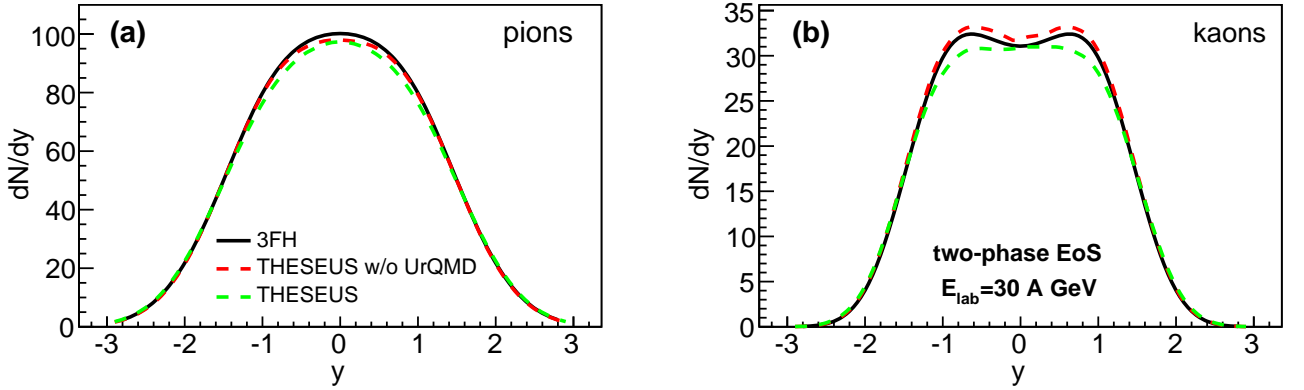 (a)
pions
dN/dy
100
80
60
40
20
0
3FH
THESEUS w/o UrQMD
THESEUS
-3 -2 -1 0 1 2 3
y
(b)
kaons
dN/dy
35
30
25
20
15
10
5
0
two-phase EoS
E_lab=30 A GeV
-3 -2 -1 0 1 2 3
y